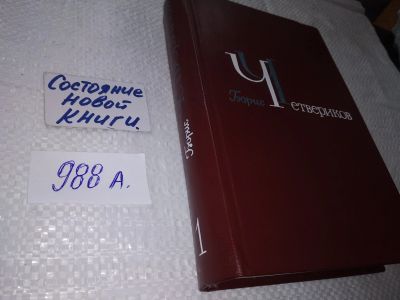 Состояние
новой
книги.
988 А.
Борис
Четвериков
Борис
1